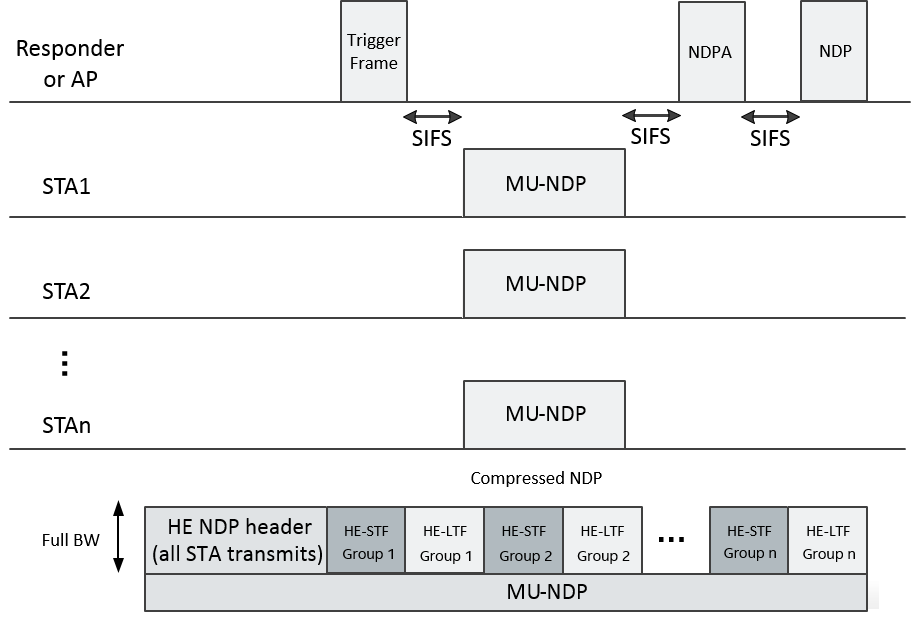 Responder
or AP
Trigger
Frame
NDPA
NDP
SIFS
SIFS
SIFS
STA1
MU-NDP
STA2
MU-NDP
STAn
MU-NDP
Compressed NDP
Full BW
HE NDP header
(all STA transmits)
HE-STF
Group 1
HE-LTF
Group 1
HE-STF
Group 2
HE-LTF
Group 2
...
HE-STF
Group n
HE-LTF
Group n
MU-NDP